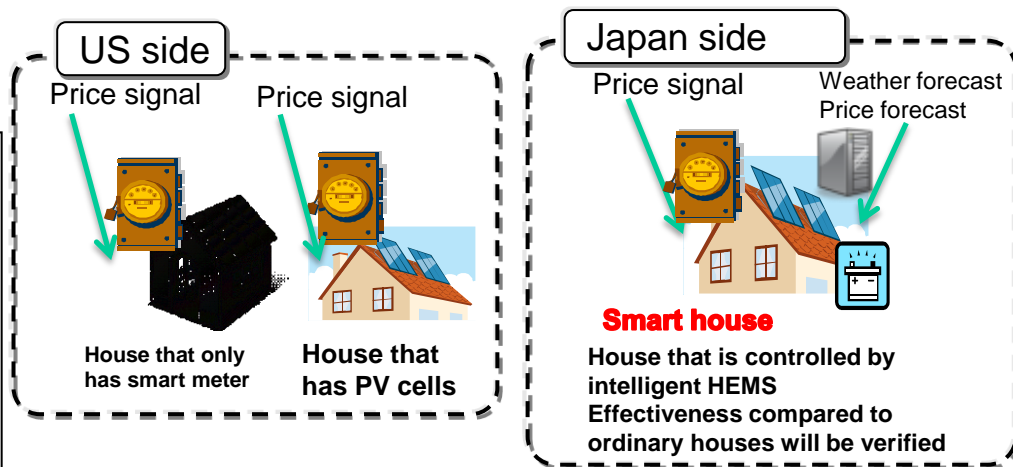 US side
Price signal
Price signal
House that only
has smart meter
House that
has PV cells
Japan side
Price signal
Weather forecast
Price forecast
Smart house
House that is controlled by
intelligent HEMS
Effectiveness compared to
ordinary houses will be verified